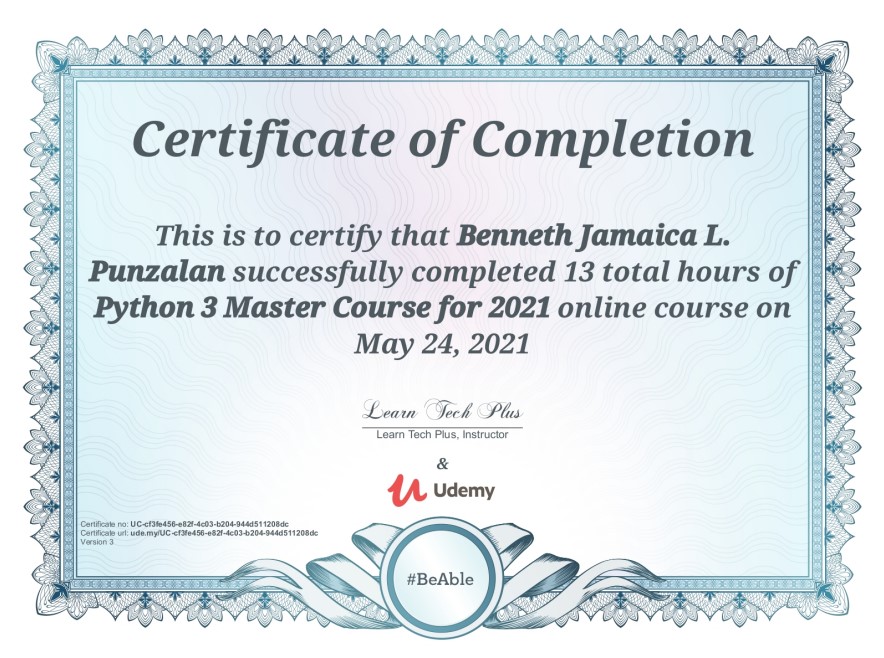 Certificate of Completion
This is to certify that Benneth Jamaica L.
Punzalan successfully completed 13 total hours of
Python 3 Master Course for 2021 online course on
May 24, 2021
Learn Tech Plus
Learn Tech Plus, Instructor
&
Udemy
Certificate no: UC-cf3fe456-e82f-4c03-b204-944d511208dc
Certificate url: ude.my/UC-cf3fe456-e82f-4c03-b204-944d511208dc
Version 3
#BeAble